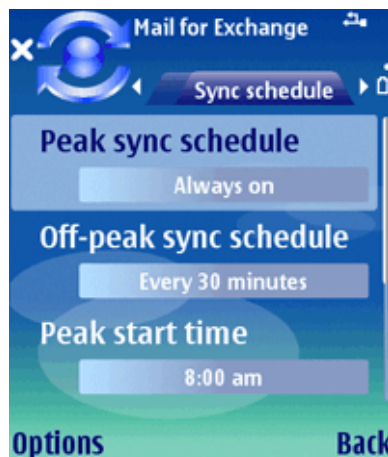 Mail for Exchange
Sync schedule
Peak sync schedule
Always on
Off-peak sync schedule
Every 30 minutes
Peak start time
8:00 am
Options Back